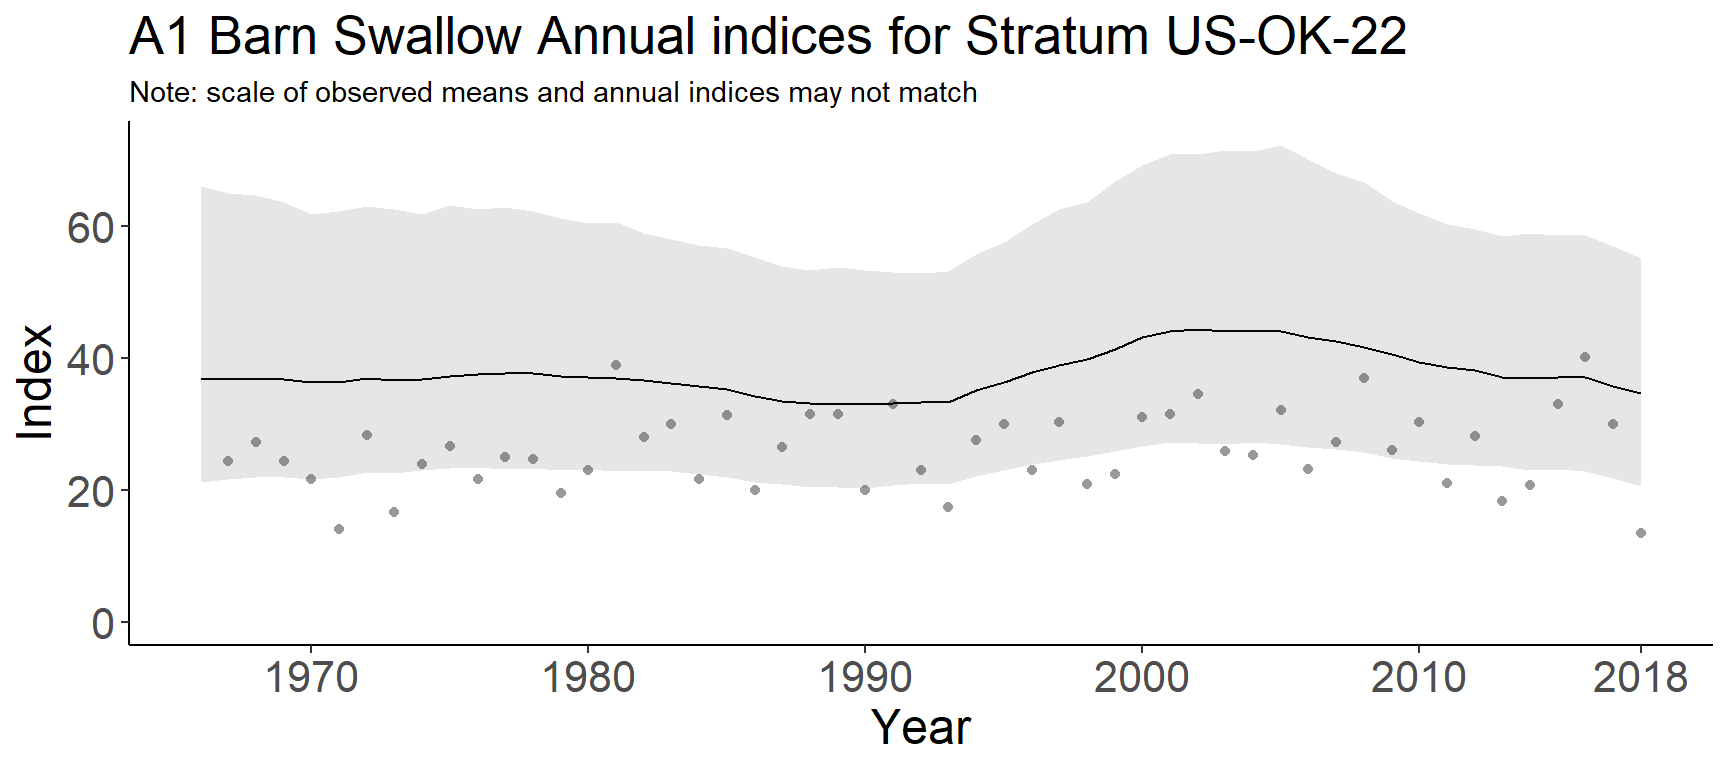 A1 Barn Swallow Annual indices for Stratum US-OK-22
Note: scale of observed means and annual indices may not match
Index
60
40
20
0
1970 1980 1990 2000 2010 2018
Year